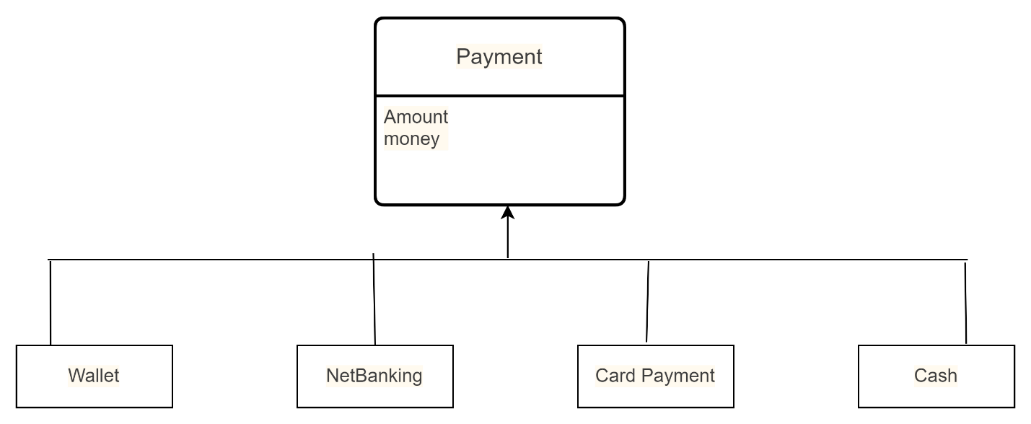 Payment
Amount
money
Wallet
NetBanking
Card Payment
Cash